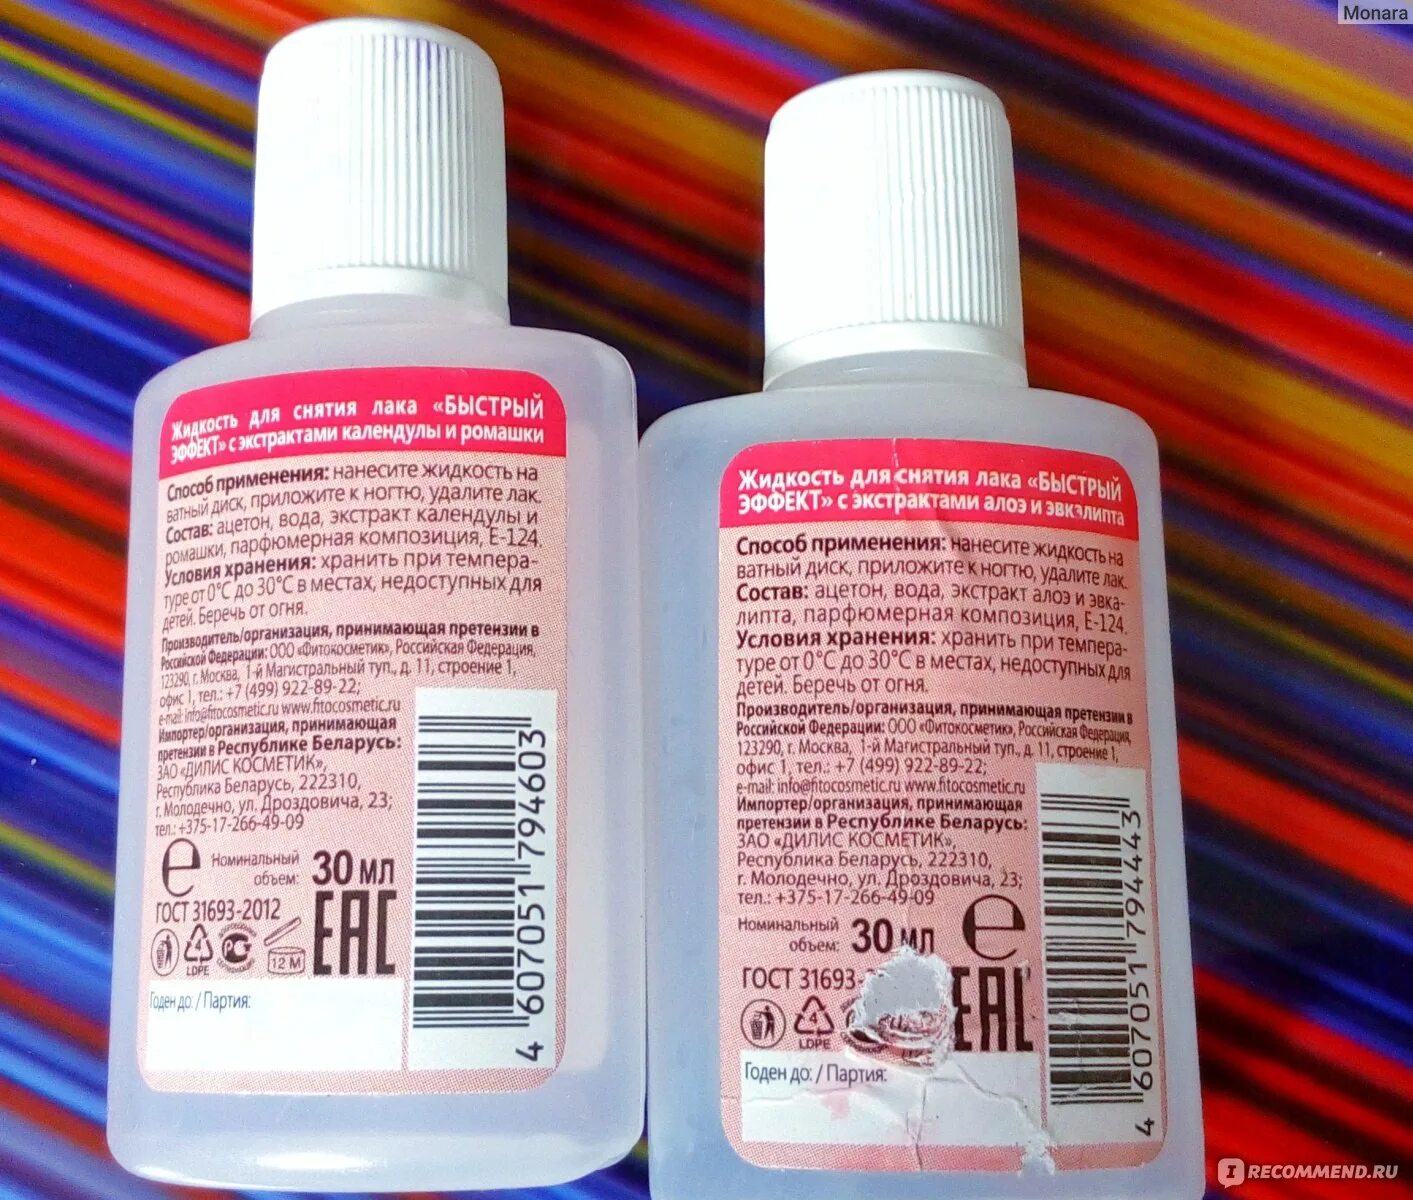 Monara
Жидкость для снятия лака «БЫСТРЫЙ
ЭФФЕКТ» с экстрактами календулы и ромашки
Способ применения: нанесите жидкость на
ватный диск, приложите к ногтю, удалите лак.
Состав: ацетон, вода, экстракт календулы и
ромашки, парфюмерная композиция, Е-124.
Условия хранения: хранить при темпера-
туре от 0°С до 30°С в местах, недоступных для
детей. Беречь от огня.
Производитель/организация, принимающая претензии в
Российской Федерации: ООО «Фитокосметик», Российская Федерация,
123290, г. Москва, 1-й Магистральный туп., д. 11, строение 1,
офис 1, тел.: +7 (499) 922-89-22;
e-mail: info@fitocosmetic.ru www.fitocosmetic.ru
Импортер/организация, принимающая
претензии в Республике Беларусь:
ЗАО «ДИЛИС КОСМЕТИК»,
Республика Беларусь, 222310,
г. Молодечно, ул. Дроздовича, 23;
тел.: +375-17-266-49-09
Номинальный
объем: 30 мл
ГОСТ 31693-2012
EAC
4
LDPE
12 М
Годен до: / Партия:
4 607051 794603
Жидкость для снятия лака «БЫСТРЫЙ
ЭФФЕКТ» с экстрактами алоэ и эвкалипта
Способ применения: нанесите жидкость на
ватный диск, приложите к ногтю, удалите лак.
Состав: ацетон, вода, экстракт алоэ и эвка-
липта, парфюмерная композиция, Е-124.
Условия хранения: хранить при темпера-
туре от 0°С до 30°С в местах, недоступных для
детей. Беречь от огня.
Производитель/организация, принимающая претензии в
Российской Федерации: ООО «Фитокосметик», Российская Федерация,
123290, г. Москва, 1-й Магистральный туп., д. 11, строение 1,
офис 1, тел.: +7 (499) 922-89-22;
e-mail: info@fitocosmetic.ru www.fitocosmetic.ru
Импортер/организация, принимающая
претензии в Республике Беларусь:
ЗАО «ДИЛИС КОСМЕТИК»,
Республика Беларусь, 222310,
г. Молодечно, ул. Дроздовича, 23;
тел.: +375-17-266-49-09
Номинальный
объем: 30 мл
ГОСТ 31693-
EAC
4
LDPE
Годен до: / Партия:
4 607051 794443
IRECOMMEND.RU